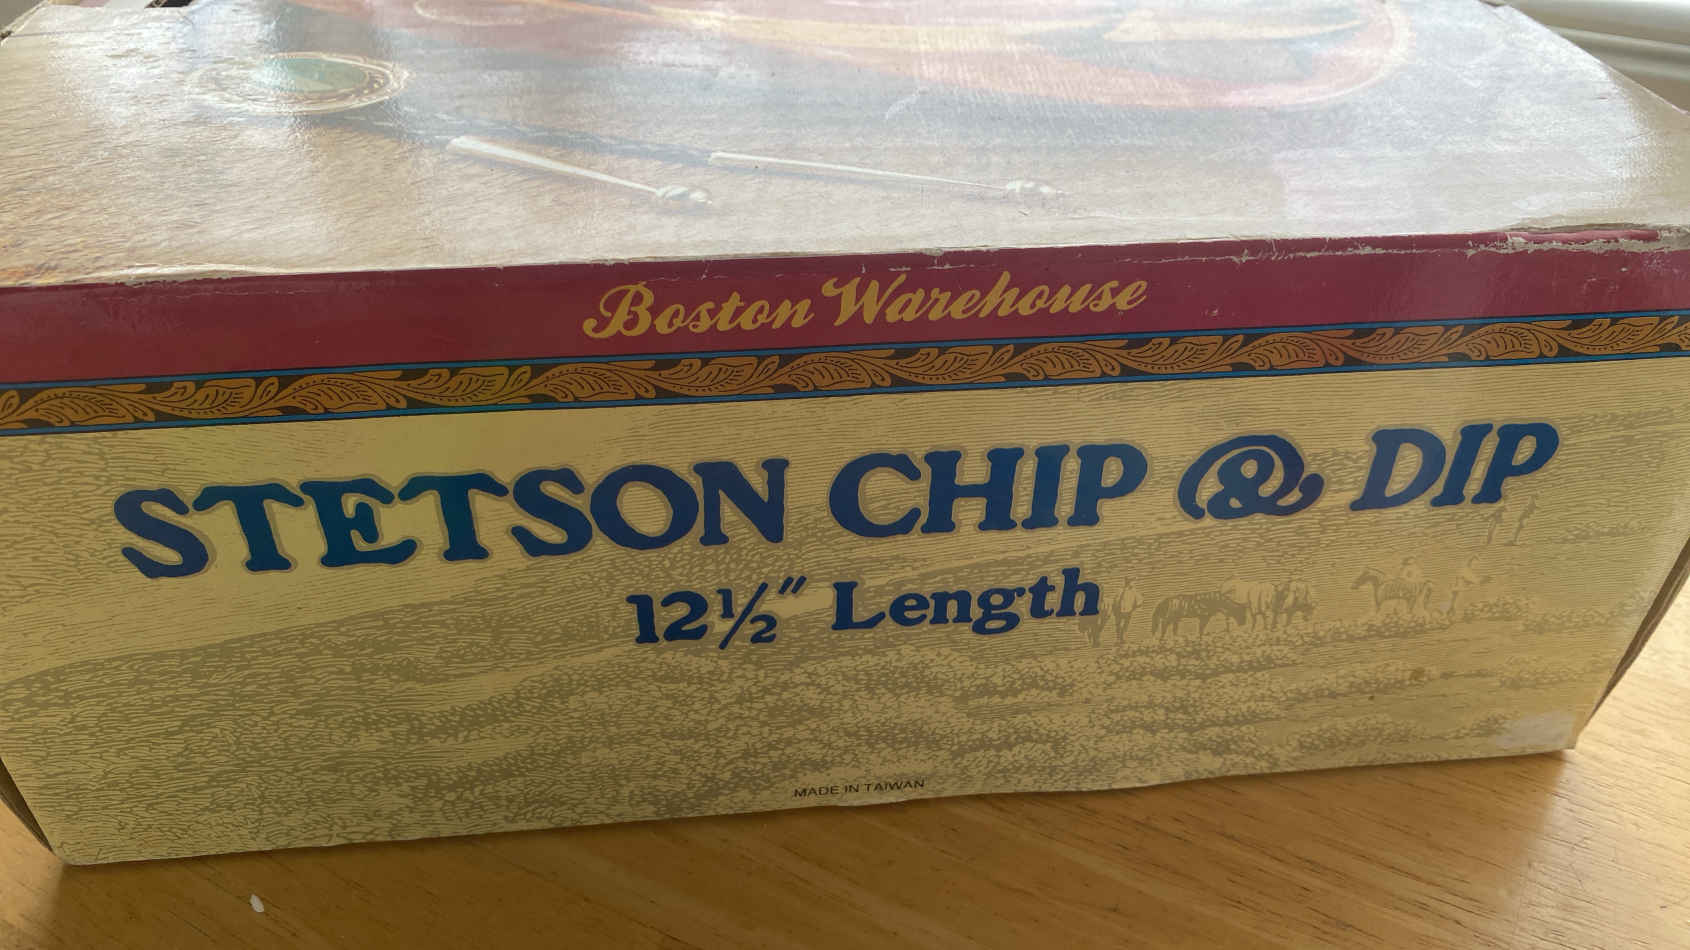 Boston Warehouse
STETSON CHIP & DIP
12½" Length
MADE IN TAIWAN